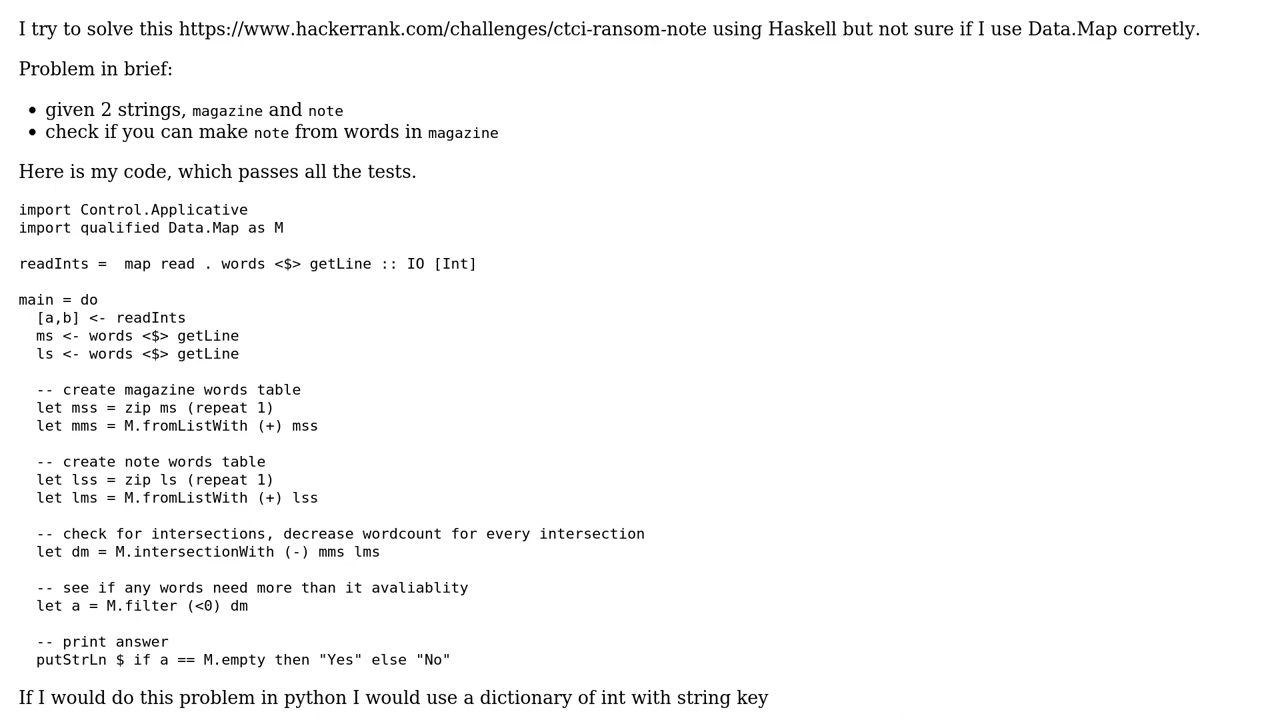 I try to solve this https://www.hackerrank.com/challenges/ctci-ransom-note using Haskell but not sure if I use Data.Map corretly.
Problem in brief:
• given 2 strings, magazine and note
• check if you can make note from words in magazine
Here is my code, which passes all the tests.
import Control.Applicative
import qualified Data.Map as M
readInts =  map read . words <$> getLine :: IO [Int]
main = do
  [a,b] <- readInts
  ms <- words <$> getLine
  ls <- words <$> getLine
  -- create magazine words table
  let mss = zip ms (repeat 1)
  let mms = M.fromListWith (+) mss
  -- create note words table
  let lss = zip ls (repeat 1)
  let lms = M.fromListWith (+) lss
  -- check for intersections, decrease wordcount for every intersection
  let dm = M.intersectionWith (-) mms lms
  -- see if any words need more than it avaliablity
  let a = M.filter (<0) dm
  -- print answer
  putStrLn $ if a == M.empty then "Yes" else "No"
If I would do this problem in python I would use a dictionary of int with string key